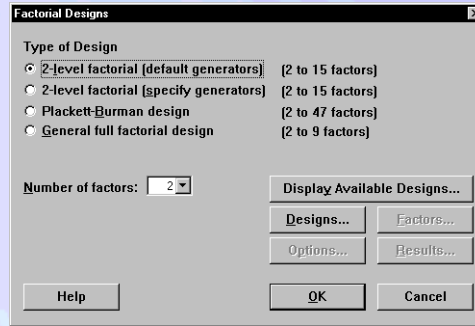 Factorial Designs
Type of Design
2-level factorial (default generators) (2 to 15 factors)
2-level factorial (specify generators) (2 to 15 factors)
Plackett-Burman design (2 to 47 factors)
General full factorial design (2 to 9 factors)
Number of factors: 2
Display Available Designs...
Designs... Factors...
Options... Results...
Help OK Cancel